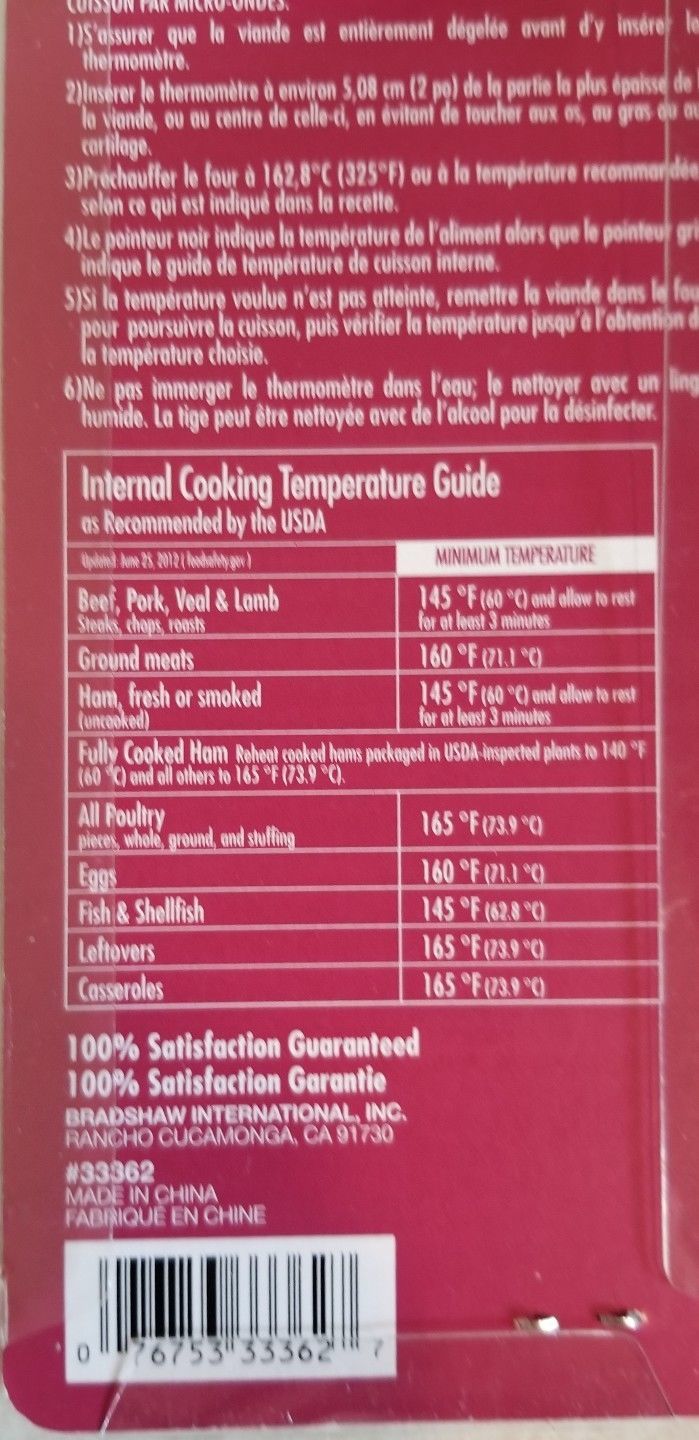 CUISSON PAR MICRO-ONDES.
1)S'assurer que la viande est entièrement dégelée avant d'y insérer
thermomètre.
2)Insérer le thermomètre à environ 5,08 cm (2 po) de la partie la plus épaisse de
la viande, ou au centre de celle-ci, en évitant de toucher aux os, au gras ou
cartilage.
3)Préchauffer le four à 162,8°C (325°F) ou à la température recommandée
selon ce qui est indiqué dans la recette.
4)Le pointeur noir indique la température de l'aliment alors que le pointeur
indique le guide de température de cuisson interne.
5)Si la température voulue n'est pas atteinte, remettre la viande dans le
pour poursuivre la cuisson, puis vérifier la température jusqu'à l'obtention
la température choisie.
6)Ne pas immerger le thermomètre dans l'eau; le nettoyer avec un
humide. La tige peut être nettoyée avec de l'alcool pour la désinfecter.
Internal Cooking Temperature Guide
as Recommended by the USDA
Updated: June 25, 2012 ( foodsafety.gov ) MINIMUM TEMPERATURE
Beef, Pork, Veal & Lamb 145 °F (60 °C) and allow to rest
Steaks, chops, roasts for at least 3 minutes
Ground meats 160 °F (71.1 °C)
Ham, fresh or smoked 145 °F (60 °C) and allow to rest
(uncooked) for at least 3 minutes
Fully Cooked Ham Reheat cooked hams packaged in USDA-inspected plants to 140 °F
(60 °C) and all others to 165 °F (73.9 °C).
All Poultry 165 °F (73.9 °C)
pieces, whole, ground, and stuffing
Eggs 160 °F (71.1 °C)
Fish & Shellfish 145 °F (62.8 °C)
Leftovers 165 °F (73.9 °C)
Casseroles 165 °F (73.9 °C)
100% Satisfaction Guaranteed
100% Satisfaction Garantie
BRADSHAW INTERNATIONAL, INC.
RANCHO CUCAMONGA, CA 91730
#33362
MADE IN CHINA
FABRIQUÉ EN CHINE
0 76753 33362 7